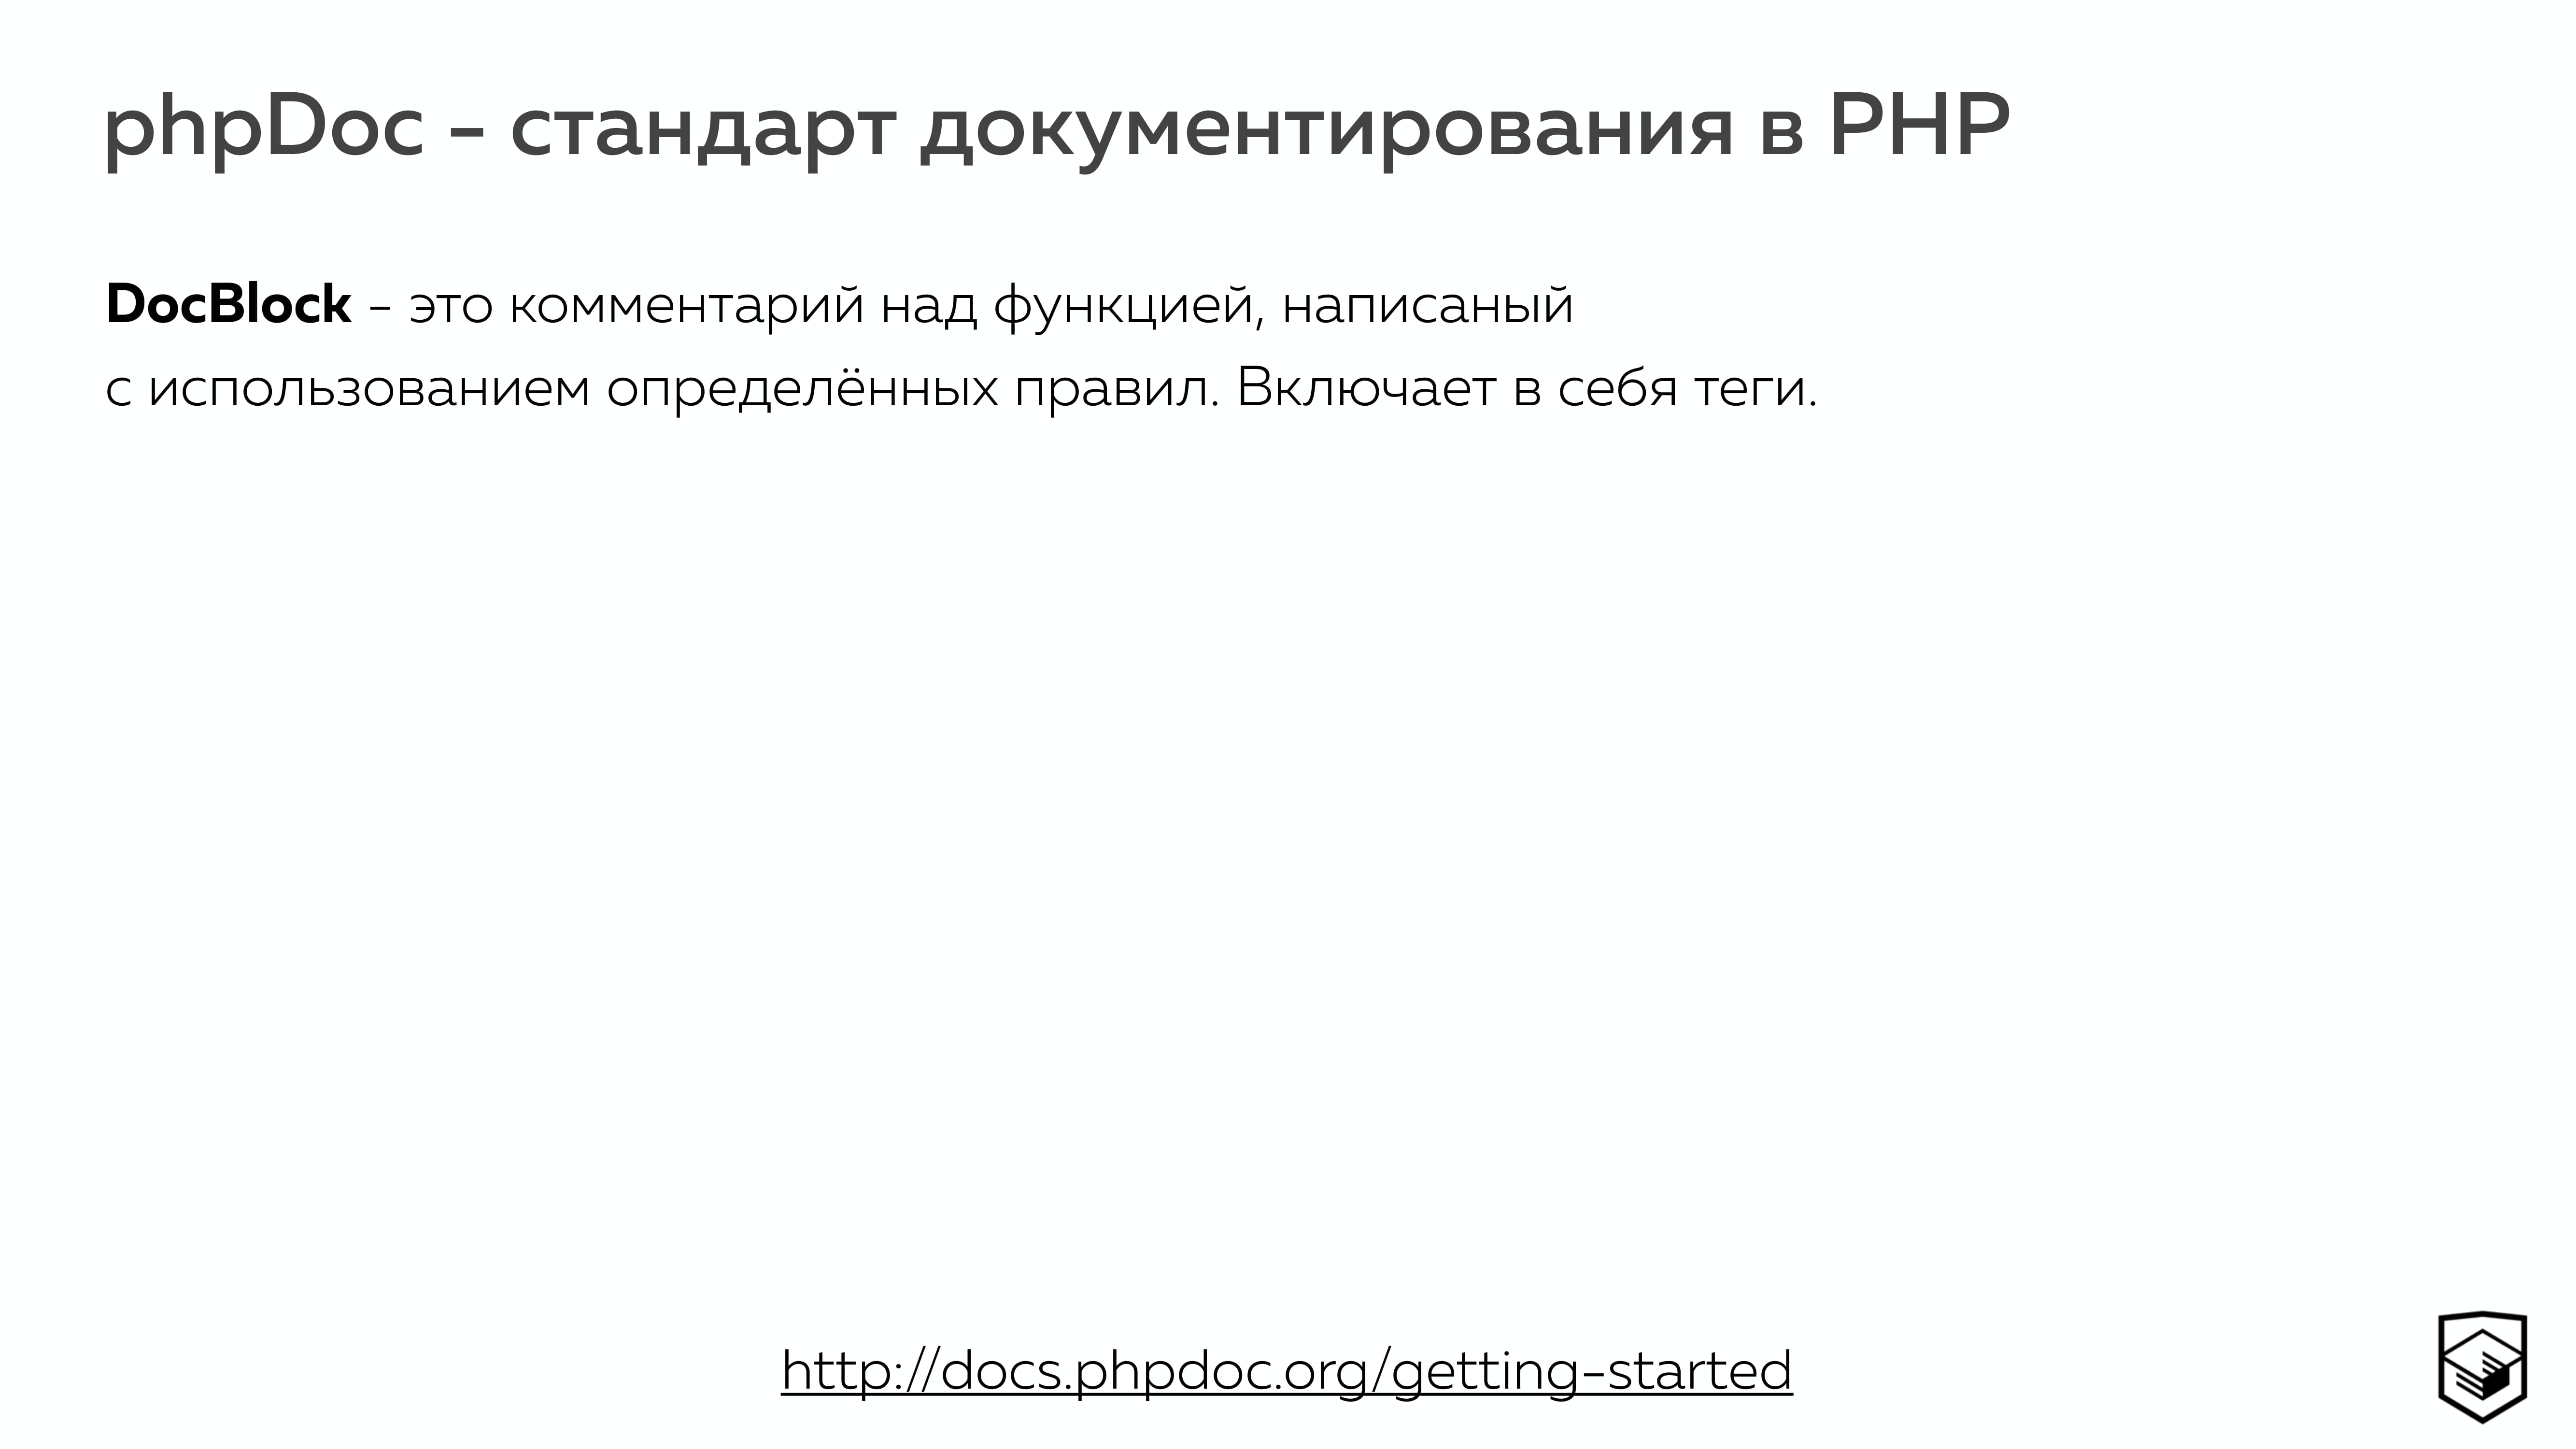 phpDoc - стандарт документирования в PHP
DocBlock - это комментарий над функцией, написаный
с использованием определённых правил. Включает в себя теги.
http://docs.phpdoc.org/getting-started